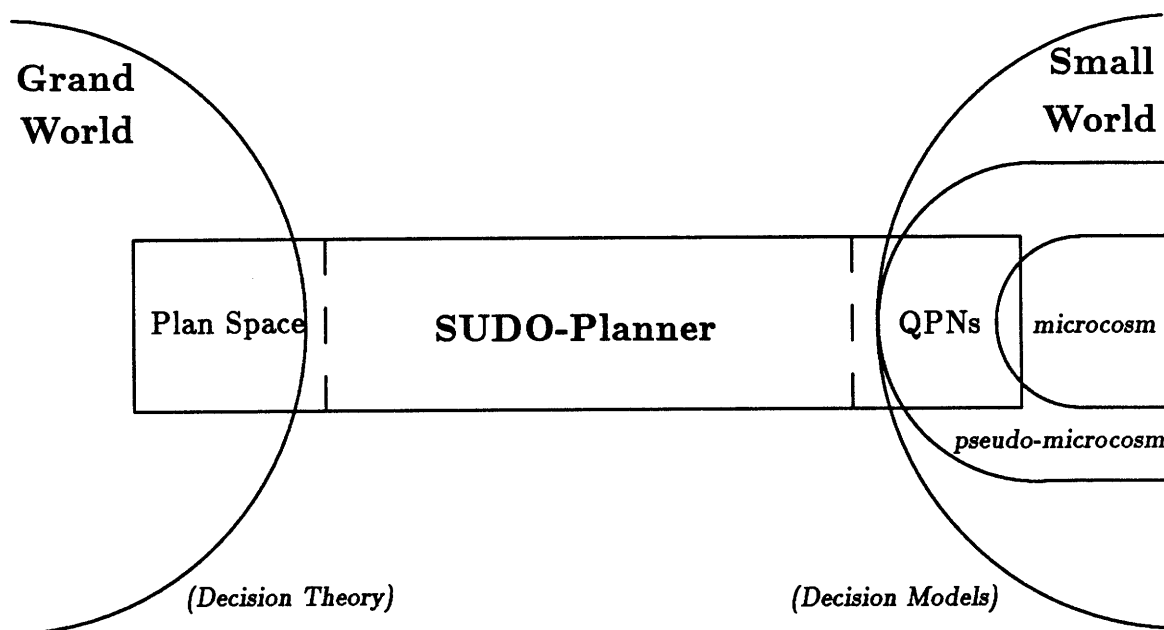 Grand
World
Small
World
Plan Space
SUDO-Planner
QPNs
microcosm
pseudo-microcosm
(Decision Theory)
(Decision Models)